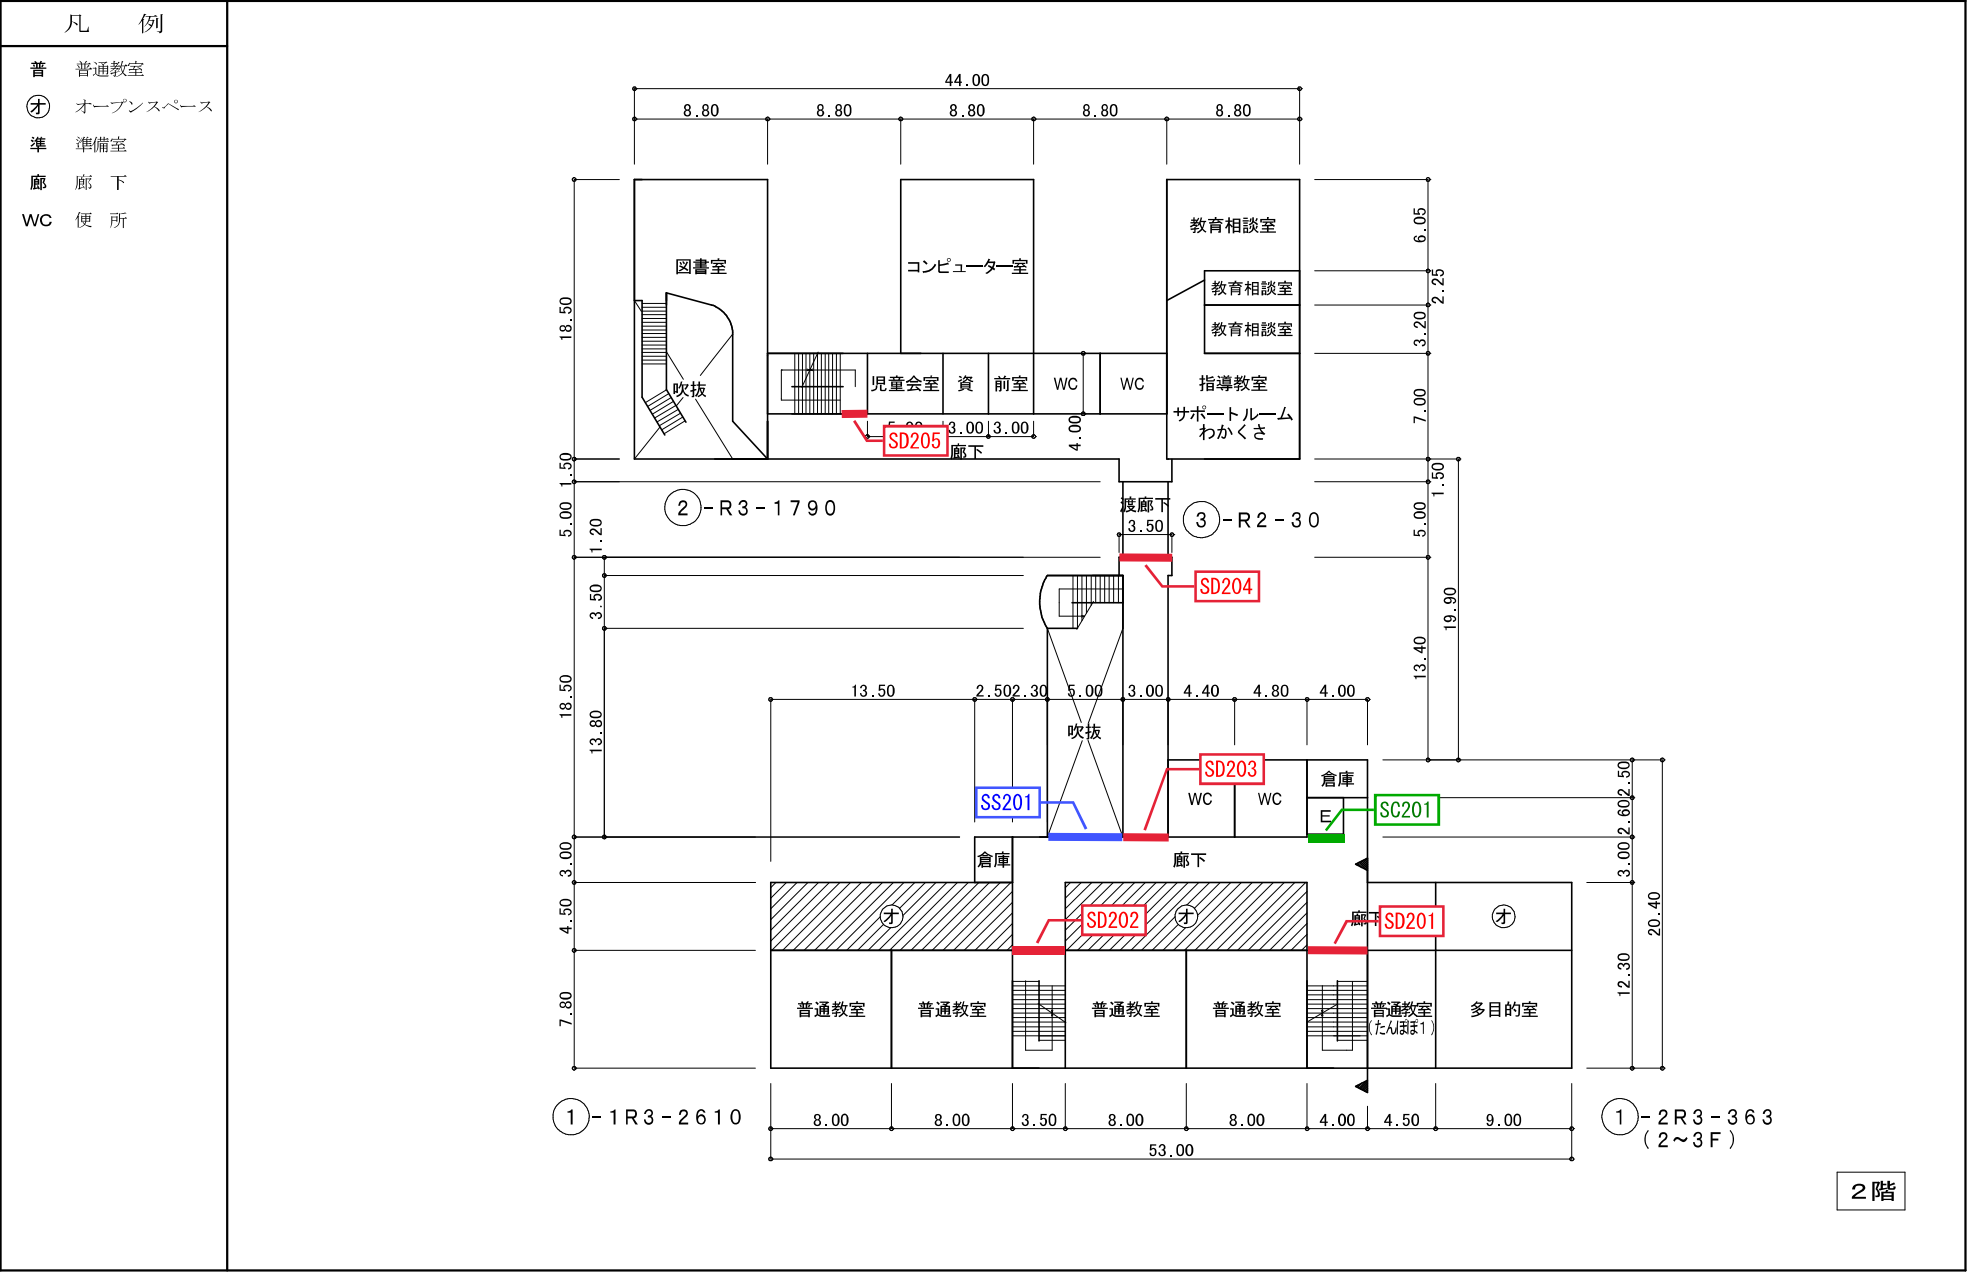 凡 例
普 普通教室
オ オープンスペース
準 準備室
廊 廊 下
WC 便 所
44.00
8.80 8.80 8.80 8.80 8.80
教育相談室
図書室 コンピューター室
教育相談室
教育相談室
吹抜
児童会室 資 前室 WC WC 指導教室
サポートルーム
わかくさ
3.00 3.00 4.00
SD205
廊下
18.50
1.50
5.00
6.05
2.25
3.20
7.00
1.50
5.00
②-R3-1790
渡廊下
3.50
③-R2-30
SD204
1.20
3.50
13.80
18.50
19.90
13.40
13.50 2.50 2.30 5.00 3.00 4.40 4.80 4.00
吹抜
SD203
倉庫
SS201
WC WC
E
SC201
2.50
2.60
3.00
20.40
12.30
倉庫 廊下
3.00
4.50
7.80
オ オ 廊下 オ
SD202 SD201
普通教室 普通教室 普通教室 普通教室 普通教室 多目的室
(たんぽぽ1)
①-1R3-2610
8.00 8.00 3.50 8.00 8.00 4.00 4.50 9.00
53.00
①-2R3-363
(2~3F)
2階